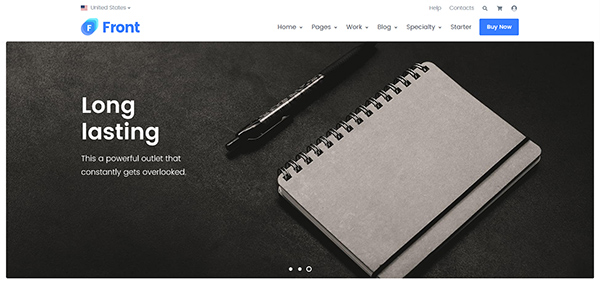 United States
Help Contacts
F Front
Home Pages Work Blog Specialty Starter Buy Now
Long
lasting
This a powerful outlet that
constantly gets overlooked.